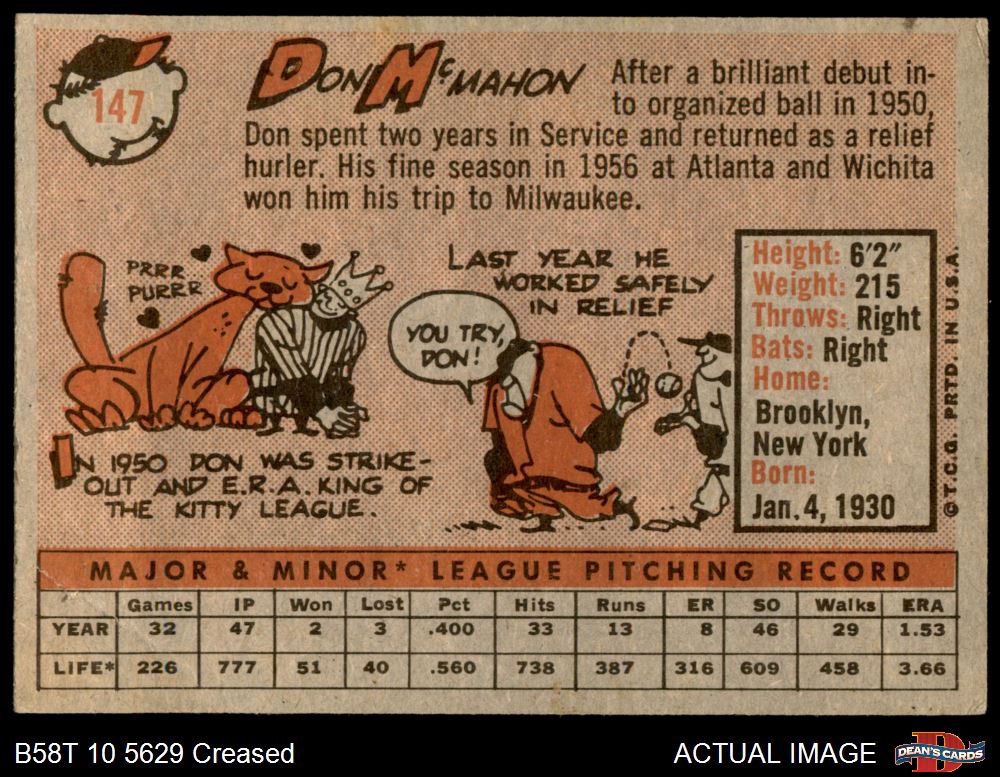 147
DON McMAHON
After a brilliant debut in-
to organized ball in 1950,
Don spent two years in Service and returned as a relief
hurler. His fine season in 1956 at Atlanta and Wichita
won him his trip to Milwaukee.
PRRR
PURRR
IN 1950 DON WAS STRIKE-
OUT AND E.R.A. KING OF
THE KITTY LEAGUE.
LAST YEAR HE
WORKED SAFELY
IN RELIEF
YOU TRY,
DON!
Height: 6'2"
Weight: 215
Throws: Right
Bats: Right
Home:
Brooklyn,
New York
Born:
Jan. 4, 1930
© T.C.G. PRTD. IN U.S.A.
MAJOR & MINOR* LEAGUE PITCHING RECORD
Games IP Won Lost Pct Hits Runs ER SO Walks ERA
YEAR 32 47 2 3 .400 33 13 8 46 29 1.53
LIFE* 226 777 51 40 .560 738 387 316 609 458 3.66
B58T 10 5629 Creased
ACTUAL IMAGE
DEAN'S CARDS